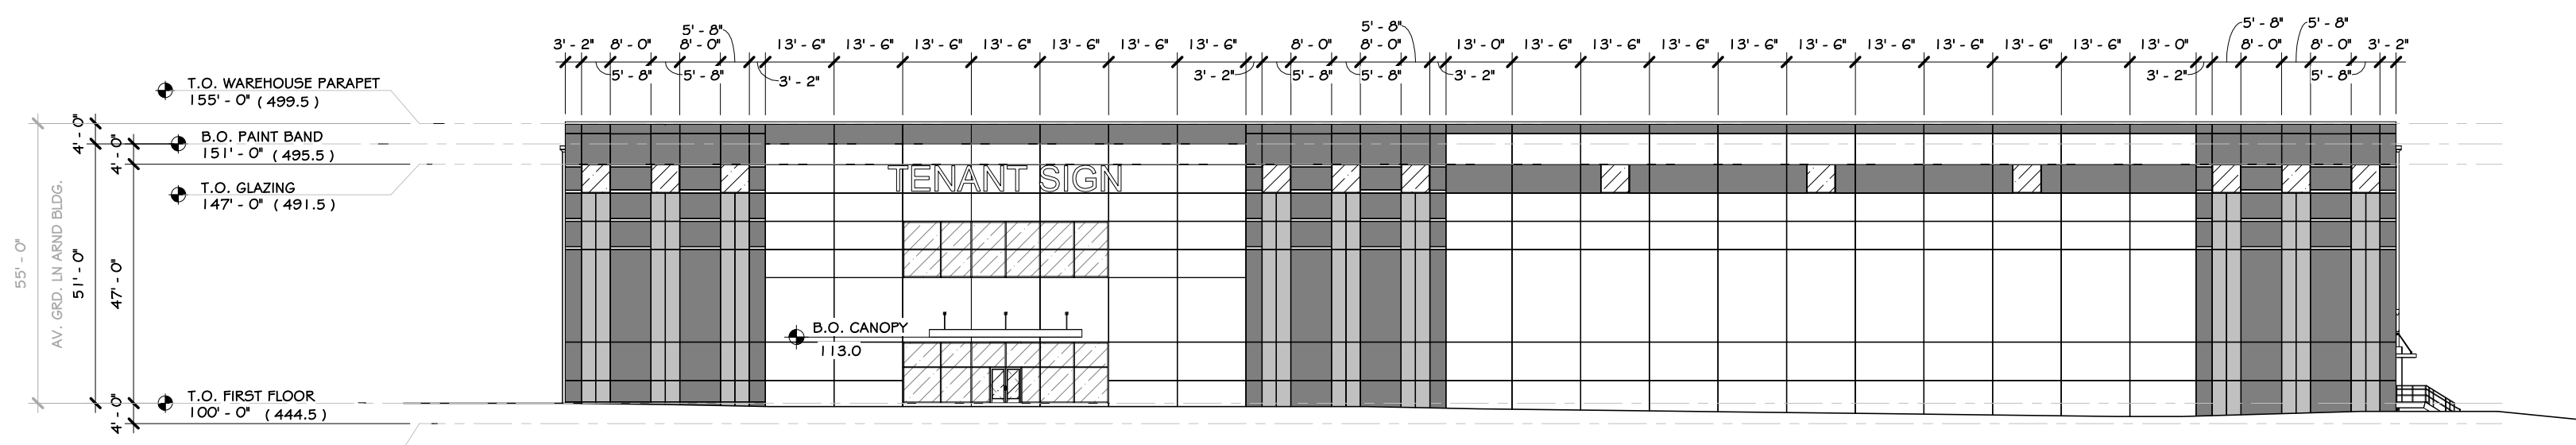 5' - 8" 5' - 8" 5' - 8" 5' - 8"
3' - 2" 8' - 0" 8' - 0" 13' - 6" 13' - 6" 13' - 6" 13' - 6" 13' - 6" 13' - 6" 13' - 6" 8' - 0" 8' - 0" 13' - 0" 13' - 6" 13' - 6" 13' - 6" 13' - 6" 13' - 6" 13' - 6" 13' - 6" 13' - 6" 13' - 6" 13' - 0" 8' - 0" 8' - 0" 3' - 2"
5' - 8" 5' - 8" 3' - 2" 3' - 2" 5' - 8" 5' - 8" 3' - 2" 3' - 2" 5' - 8"
T.O. WAREHOUSE PARAPET
155' - 0" ( 499.5 )
B.O. PAINT BAND
151' - 0" ( 495.5 )
T.O. GLAZING
147' - 0" ( 491.5 )
4' - 0"
4' - 0"
55' - 0"
AV. GRD. LN ARND BLDG.
51' - 0"
47' - 0"
4' - 0"
TENANT SIGN
B.O. CANOPY
113.0
T.O. FIRST FLOOR
100' - 0" ( 444.5 )